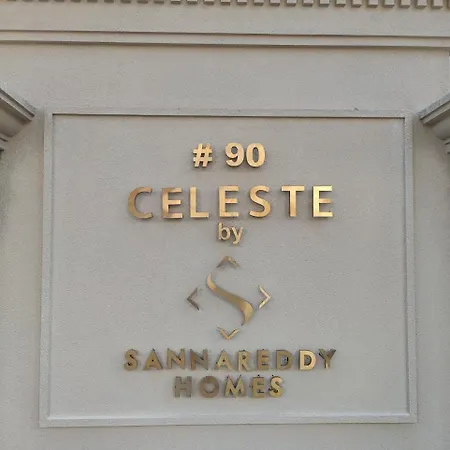 # 90
CELESTE
by
S
SANNAREDDY
HOMES